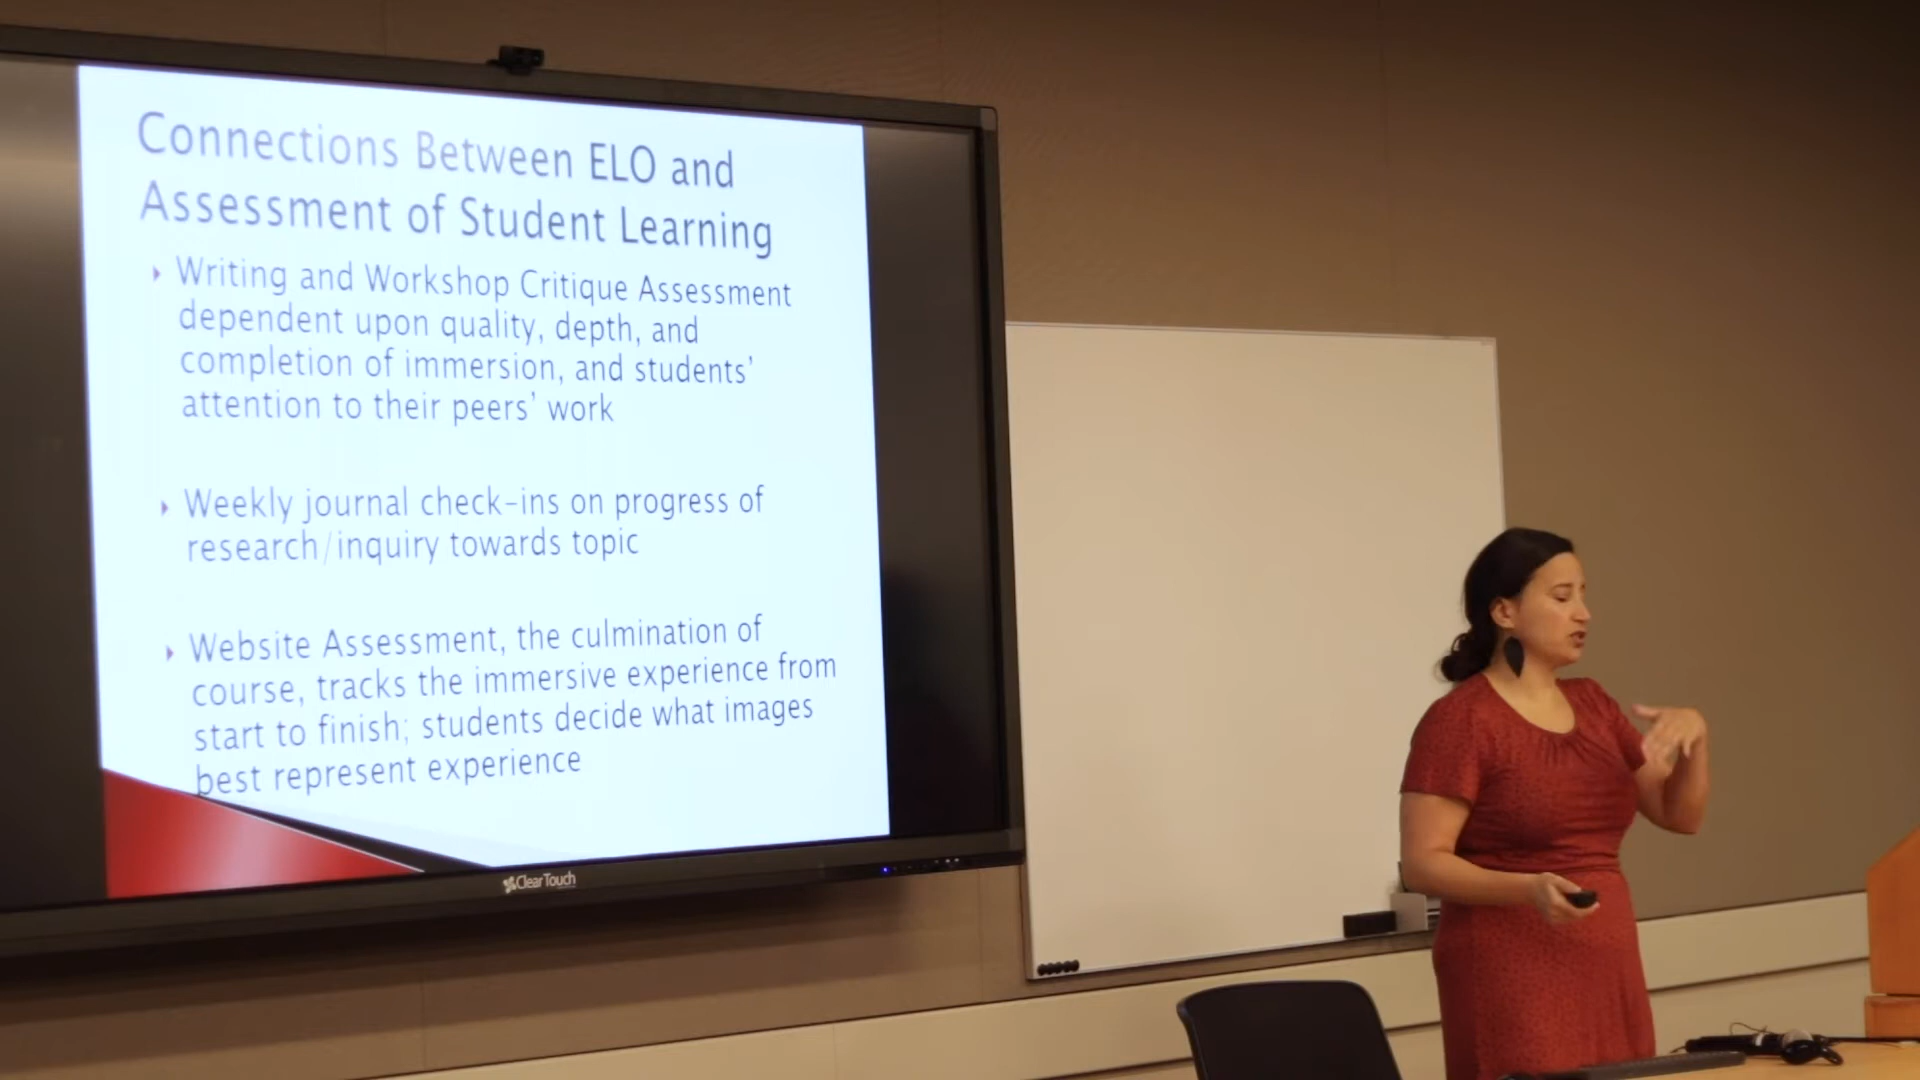 Connections Between ELO and
Assessment of Student Learning
Writing and Workshop Critique Assessment
dependent upon quality, depth, and
completion of immersion, and students'
attention to their peers' work
Weekly journal check-ins on progress of
research/inquiry towards topic
Website Assessment, the culmination of
course, tracks the immersive experience from
start to finish; students decide what images
best represent experience
ClearTouch